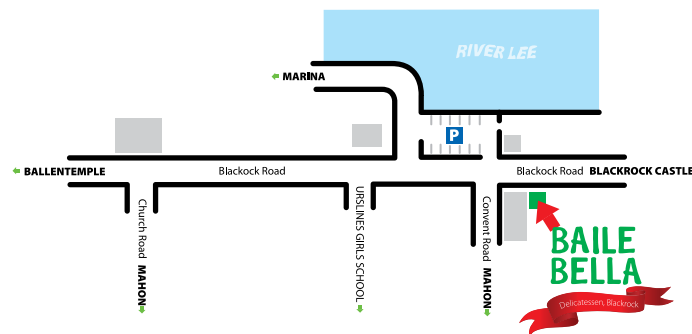 RIVER LEE
MARINA
P
BALLENTEMPLE
Blackock Road
Blackock Road BLACKROCK CASTLE
Church Road MAHON
URSLINES GIRLS SCHOOL
Convent Road MAHON
BAILE
BELLA
Delicatessen, Blackrock